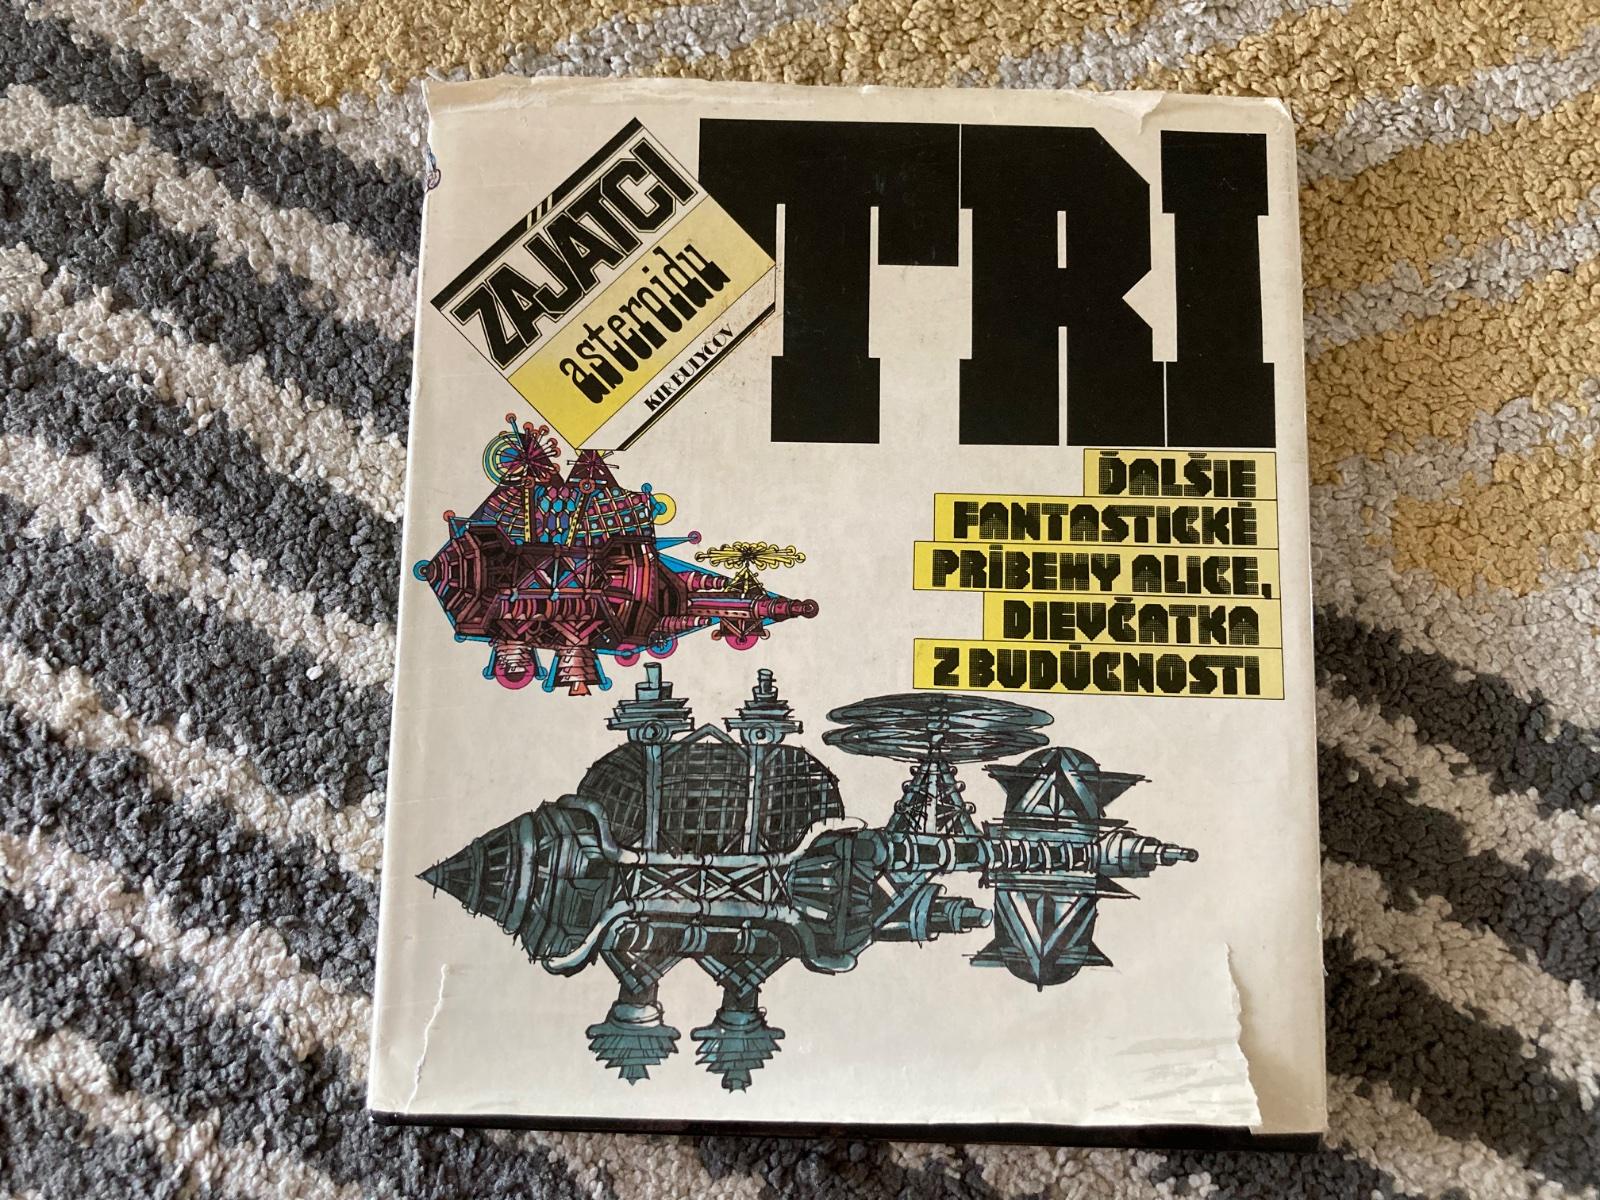 ZAJATCI
asteroidu
KIR BULYČOV
TRI
ĎALŠIE
FANTASTICKÉ
PRÍBEHY ALICE,
DIEVČATKA
Z BUDÚCNOSTI